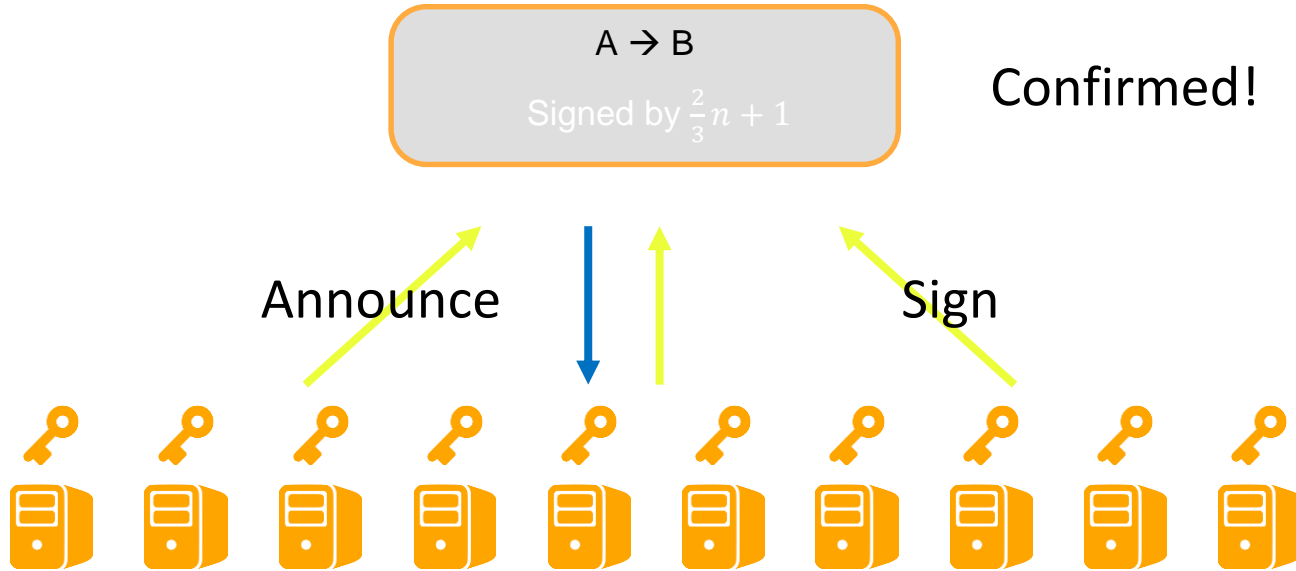 A → B
Signed by 2/3 n + 1
Confirmed!
Announce
Sign